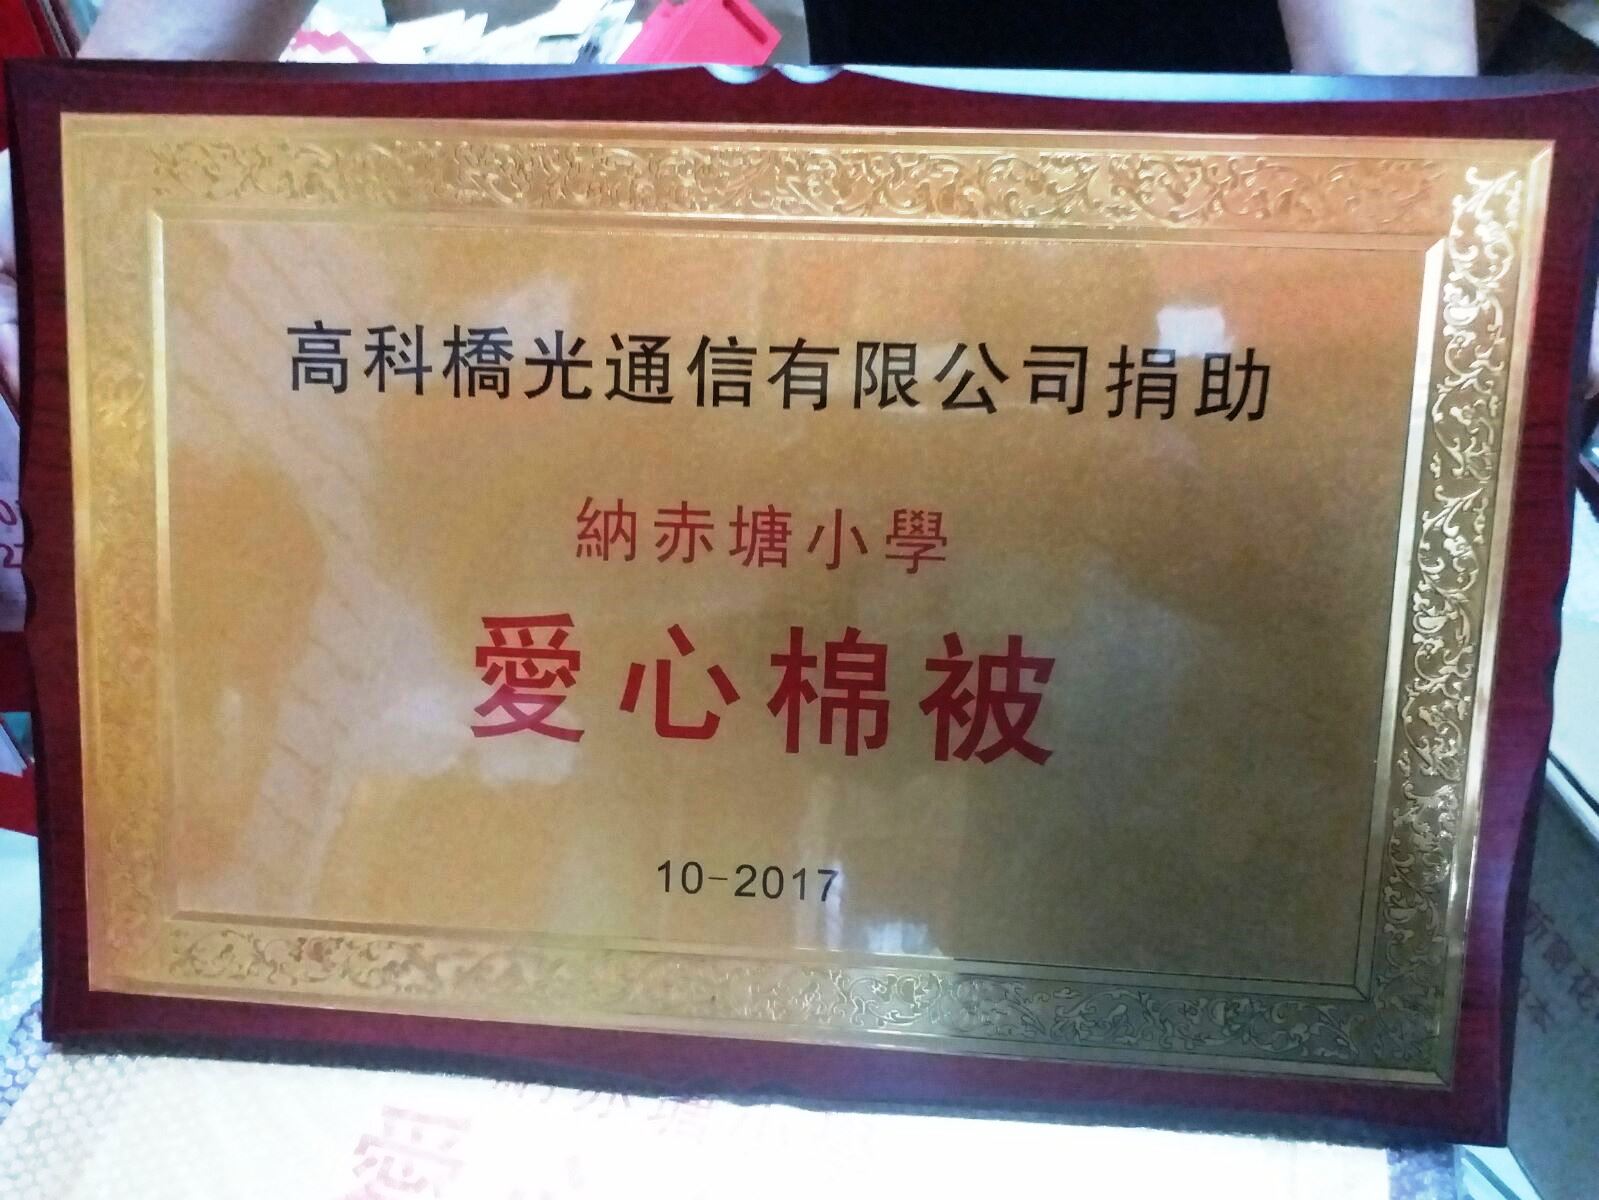 高科橋光通信有限公司捐助
納赤塘小學
愛心棉被
10-2017